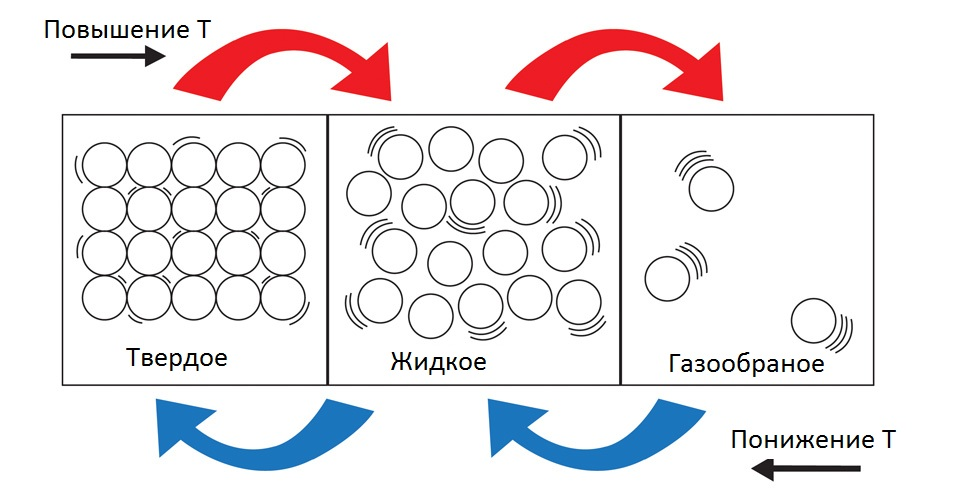 Повышение Т
Твердое
Жидкое
Газообраное
Понижение Т